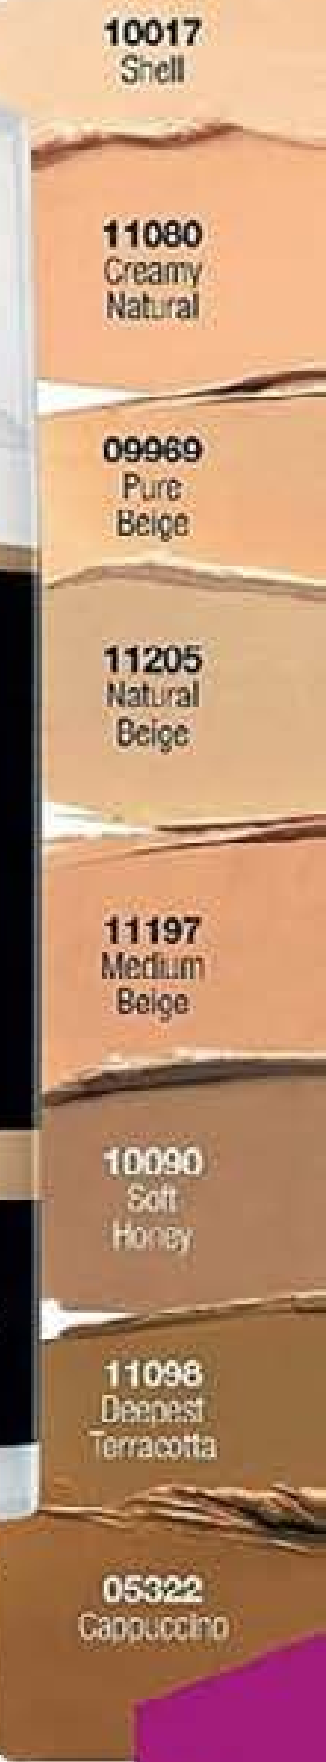 10017
Shell
11080
Creamy
Natural
09969
Pure
Beige
11205
Natural
Beige
11197
Medium
Beige
10090
Soft
Honey
11098
Deepest
Terracotta
05322
Cappuccino